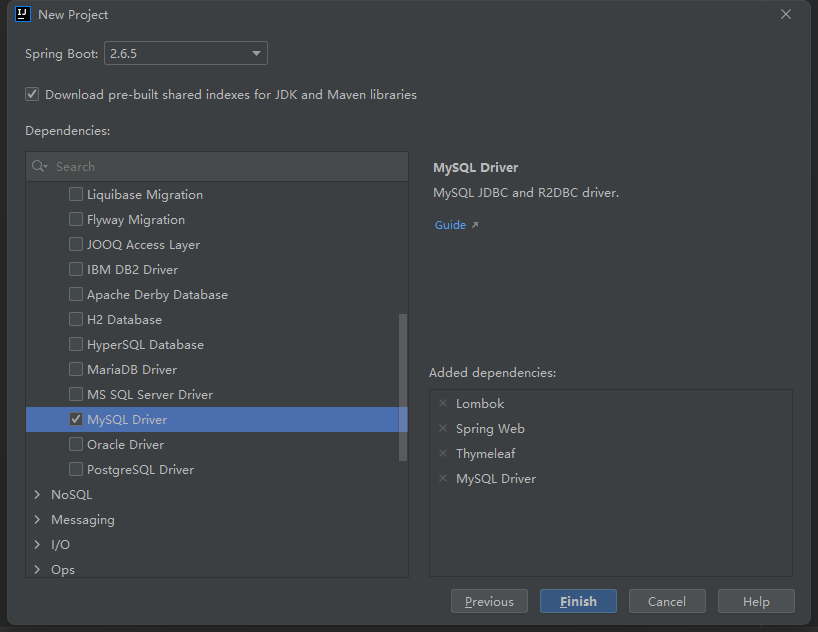 New Project
Spring Boot: 2.6.5
Download pre-built shared indexes for JDK and Maven libraries
Dependencies:
Search
Liquibase Migration
Flyway Migration
JOOQ Access Layer
IBM DB2 Driver
Apache Derby Database
H2 Database
HyperSQL Database
MariaDB Driver
MS SQL Server Driver
MySQL Driver
Oracle Driver
PostgreSQL Driver
NoSQL
Messaging
I/O
Ops
MySQL Driver
MySQL JDBC and R2DBC driver.
Guide
Added dependencies:
Lombok
Spring Web
Thymeleaf
MySQL Driver
Previous
Finish
Cancel
Help